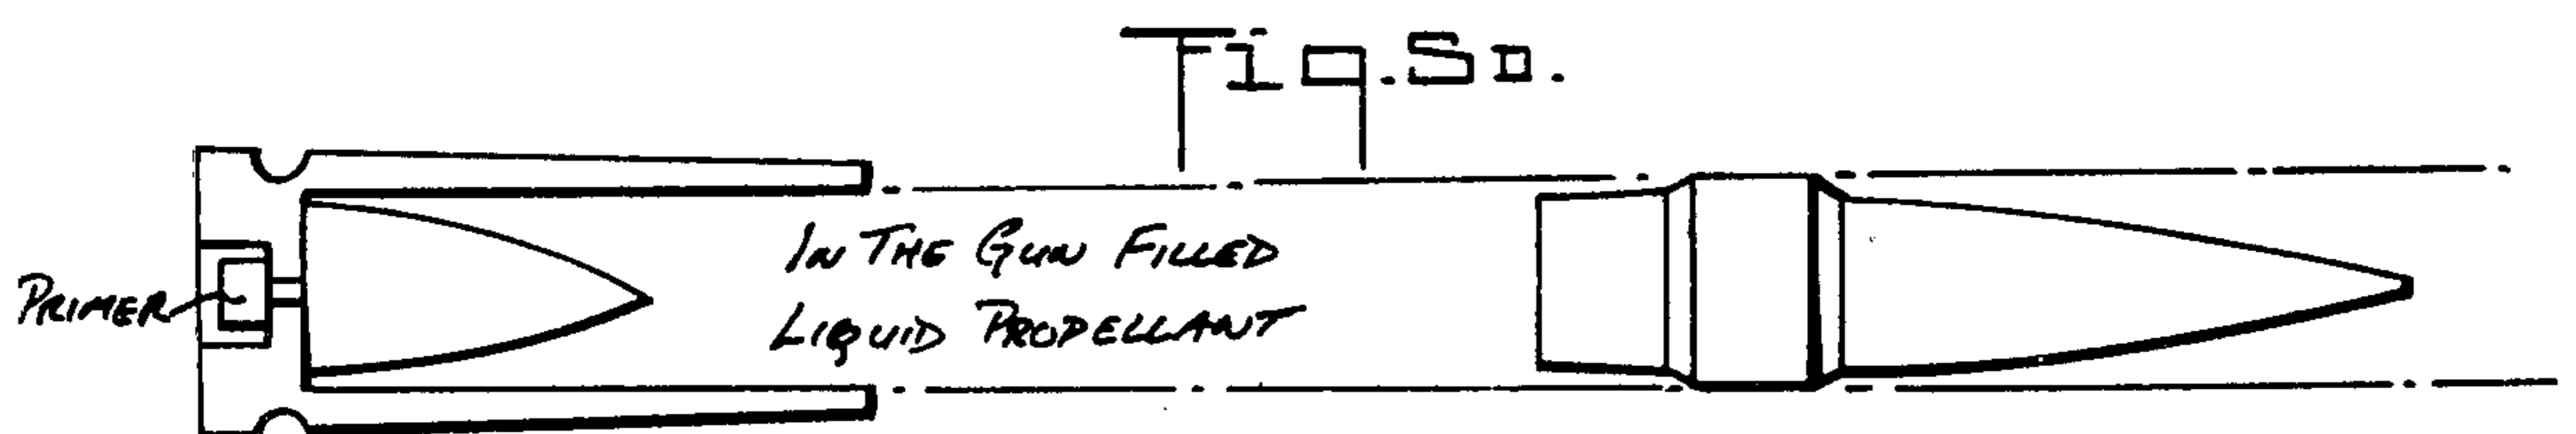 Fig.5D.
IN THE GUN FILLED
LIQUID PROPELLANT
PRIMER